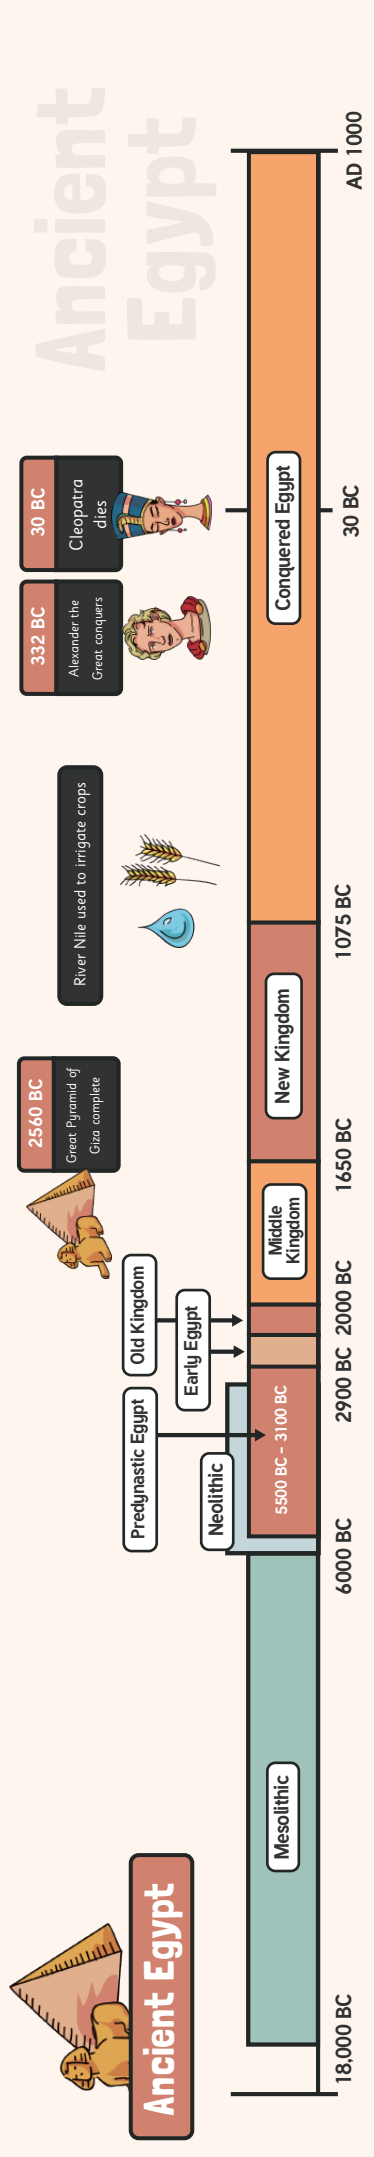 Ancient Egypt
Ancient
Egypt
Predynastic Egypt
Old Kingdom
Early Egypt
Neolithic
2560 BC
Great Pyramid of
Giza complete
River Nile used to irrigate crops
332 BC
Alexander the
Great conquers
30 BC
Cleopatra
dies
Mesolithic
5500 BC – 3100 BC
Middle
Kingdom
New Kingdom
Conquered Egypt
18,000 BC
6000 BC
2900 BC
2000 BC
1650 BC
1075 BC
30 BC
AD 1000